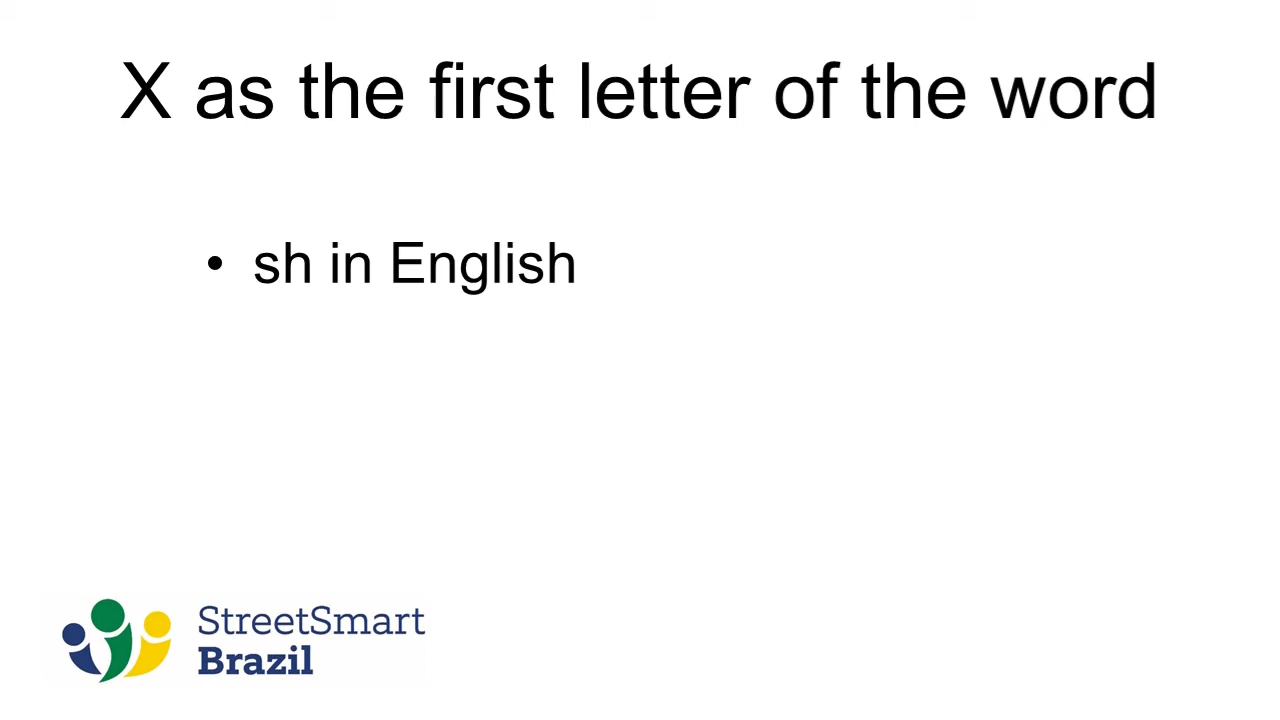 X as the first letter of the word
• sh in English
StreetSmart
Brazil